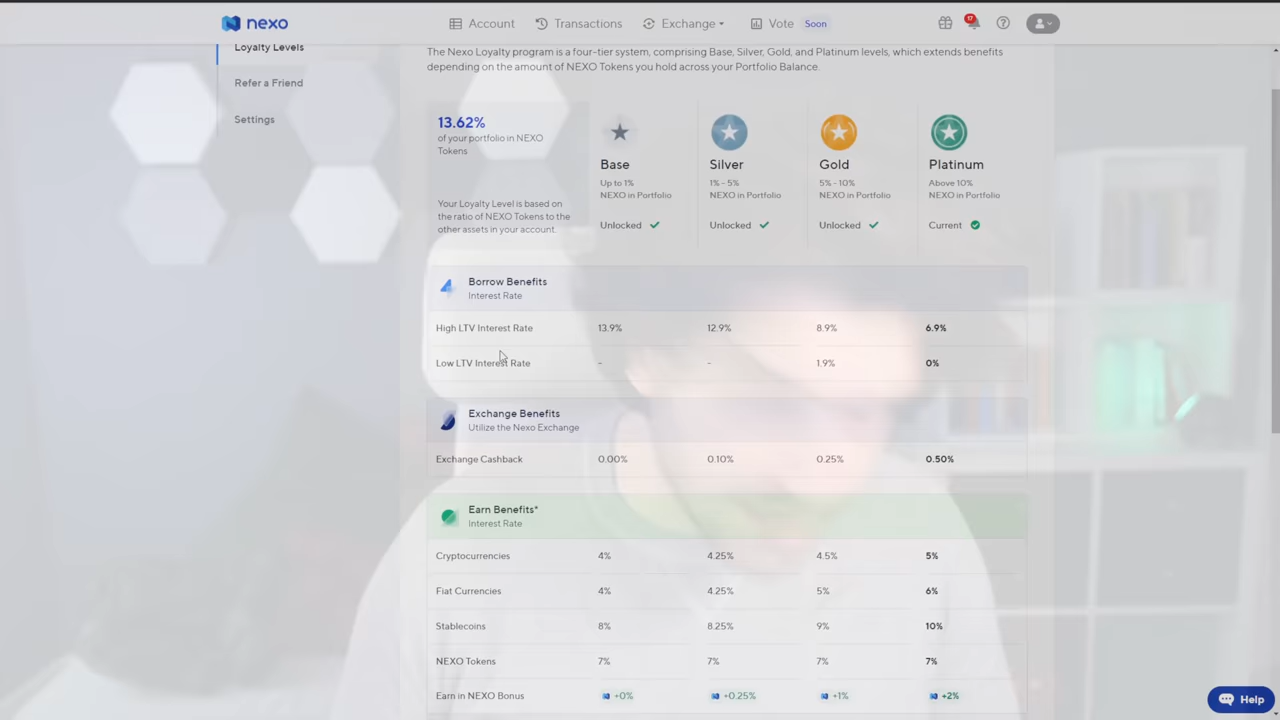 nexo
Account
Transactions
Exchange
Vote
Soon
17
Loyalty Levels
Refer a Friend
Settings
The Nexo Loyalty program is a four-tier system, comprising Base, Silver, Gold, and Platinum levels, which extends benefits
depending on the amount of NEXO Tokens you hold across your Portfolio Balance.
13.62%
of your portfolio in NEXO
Tokens
Your Loyalty Level is based on
the ratio of NEXO Tokens to the
other assets in your account.
Base
Up to 1%
NEXO in Portfolio
Unlocked
Silver
1% - 5%
NEXO in Portfolio
Unlocked
Gold
5% - 10%
NEXO in Portfolio
Unlocked
Platinum
Above 10%
NEXO in Portfolio
Current
Borrow Benefits
Interest Rate
High LTV Interest Rate 13.9% 12.9% 8.9% 6.9%
Low LTV Interest Rate - - 1.9% 0%
Exchange Benefits
Utilize the Nexo Exchange
Exchange Cashback 0.00% 0.10% 0.25% 0.50%
Earn Benefits*
Interest Rate
Cryptocurrencies 4% 4.25% 4.5% 5%
Fiat Currencies 4% 4.25% 5% 6%
Stablecoins 8% 8.25% 9% 10%
NEXO Tokens 7% 7% 7% 7%
Earn in NEXO Bonus +0% +0.25% +1% +2%
Help